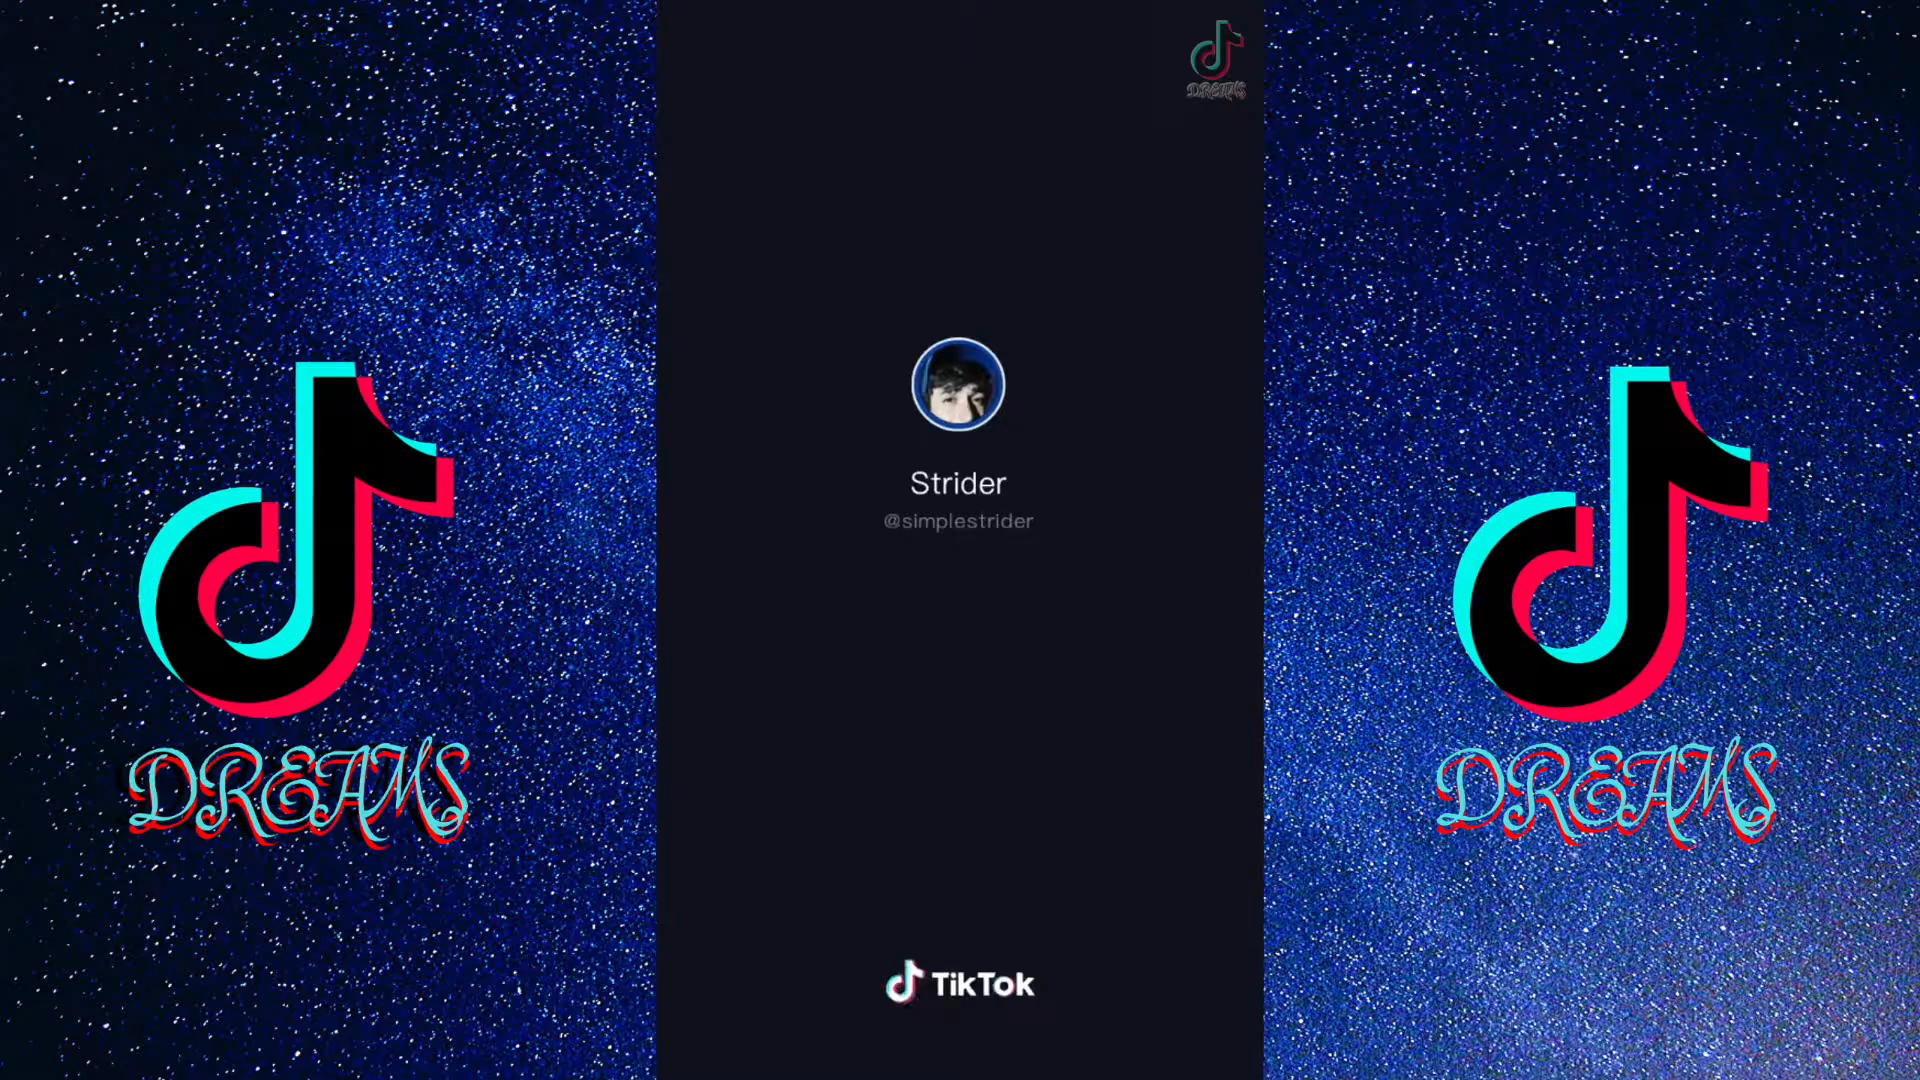 DREAMS
Strider
@simplestrider
DREAMS
DREAMS
TikTok